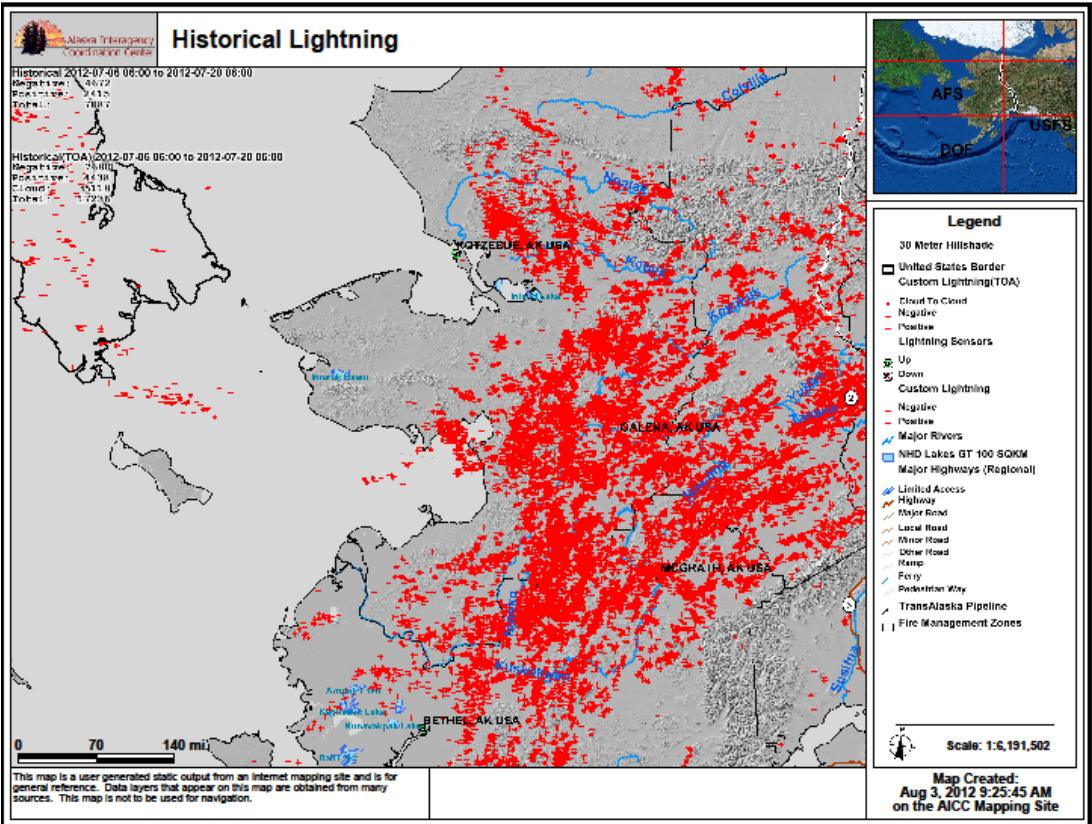 Alaska Interagency
Coordination Center
Historical Lightning
Historical 2012-07-06 06:00 to 2012-07-20 06:00
Negative: 4672
Positive: 2415
Total: 7087
Historical(TOA) 2012-07-06 06:00 to 2012-07-20 06:00
Negative:
Positive:
Cloud:
Total: 17236
Colville
Noatak
KOTZEBUE, AK USA
Kobuk
Koyukuk
Yukon
Tanana
2
GALENA, AK USA
MCGRATH, AK USA
Kuskokwim
BETHEL, AK USA
Susitna
3
0 70 140 mi.
This map is a user generated static output from an Internet mapping site and is for
general reference. Data layers that appear on this map are obtained from many
sources. This map is not to be used for navigation.
AFS
USFS
DOF
Legend
30 Meter Hillshade
United States Border
Custom Lightning(TOA)
Cloud To Cloud
Negative
Positive
Lightning Sensors
Up
Down
Custom Lightning
Negative
Positive
Major Rivers
NHD Lakes GT 100 SQKM
Major Highways (Regional)
Limited Access
Highway
Major Road
Local Road
Minor Road
Other Road
Ramp
Ferry
Pedestrian Way
TransAlaska Pipeline
Fire Management Zones
N
Scale: 1:6,191,502
Map Created:
Aug 3, 2012 9:25:45 AM
on the AICC Mapping Site